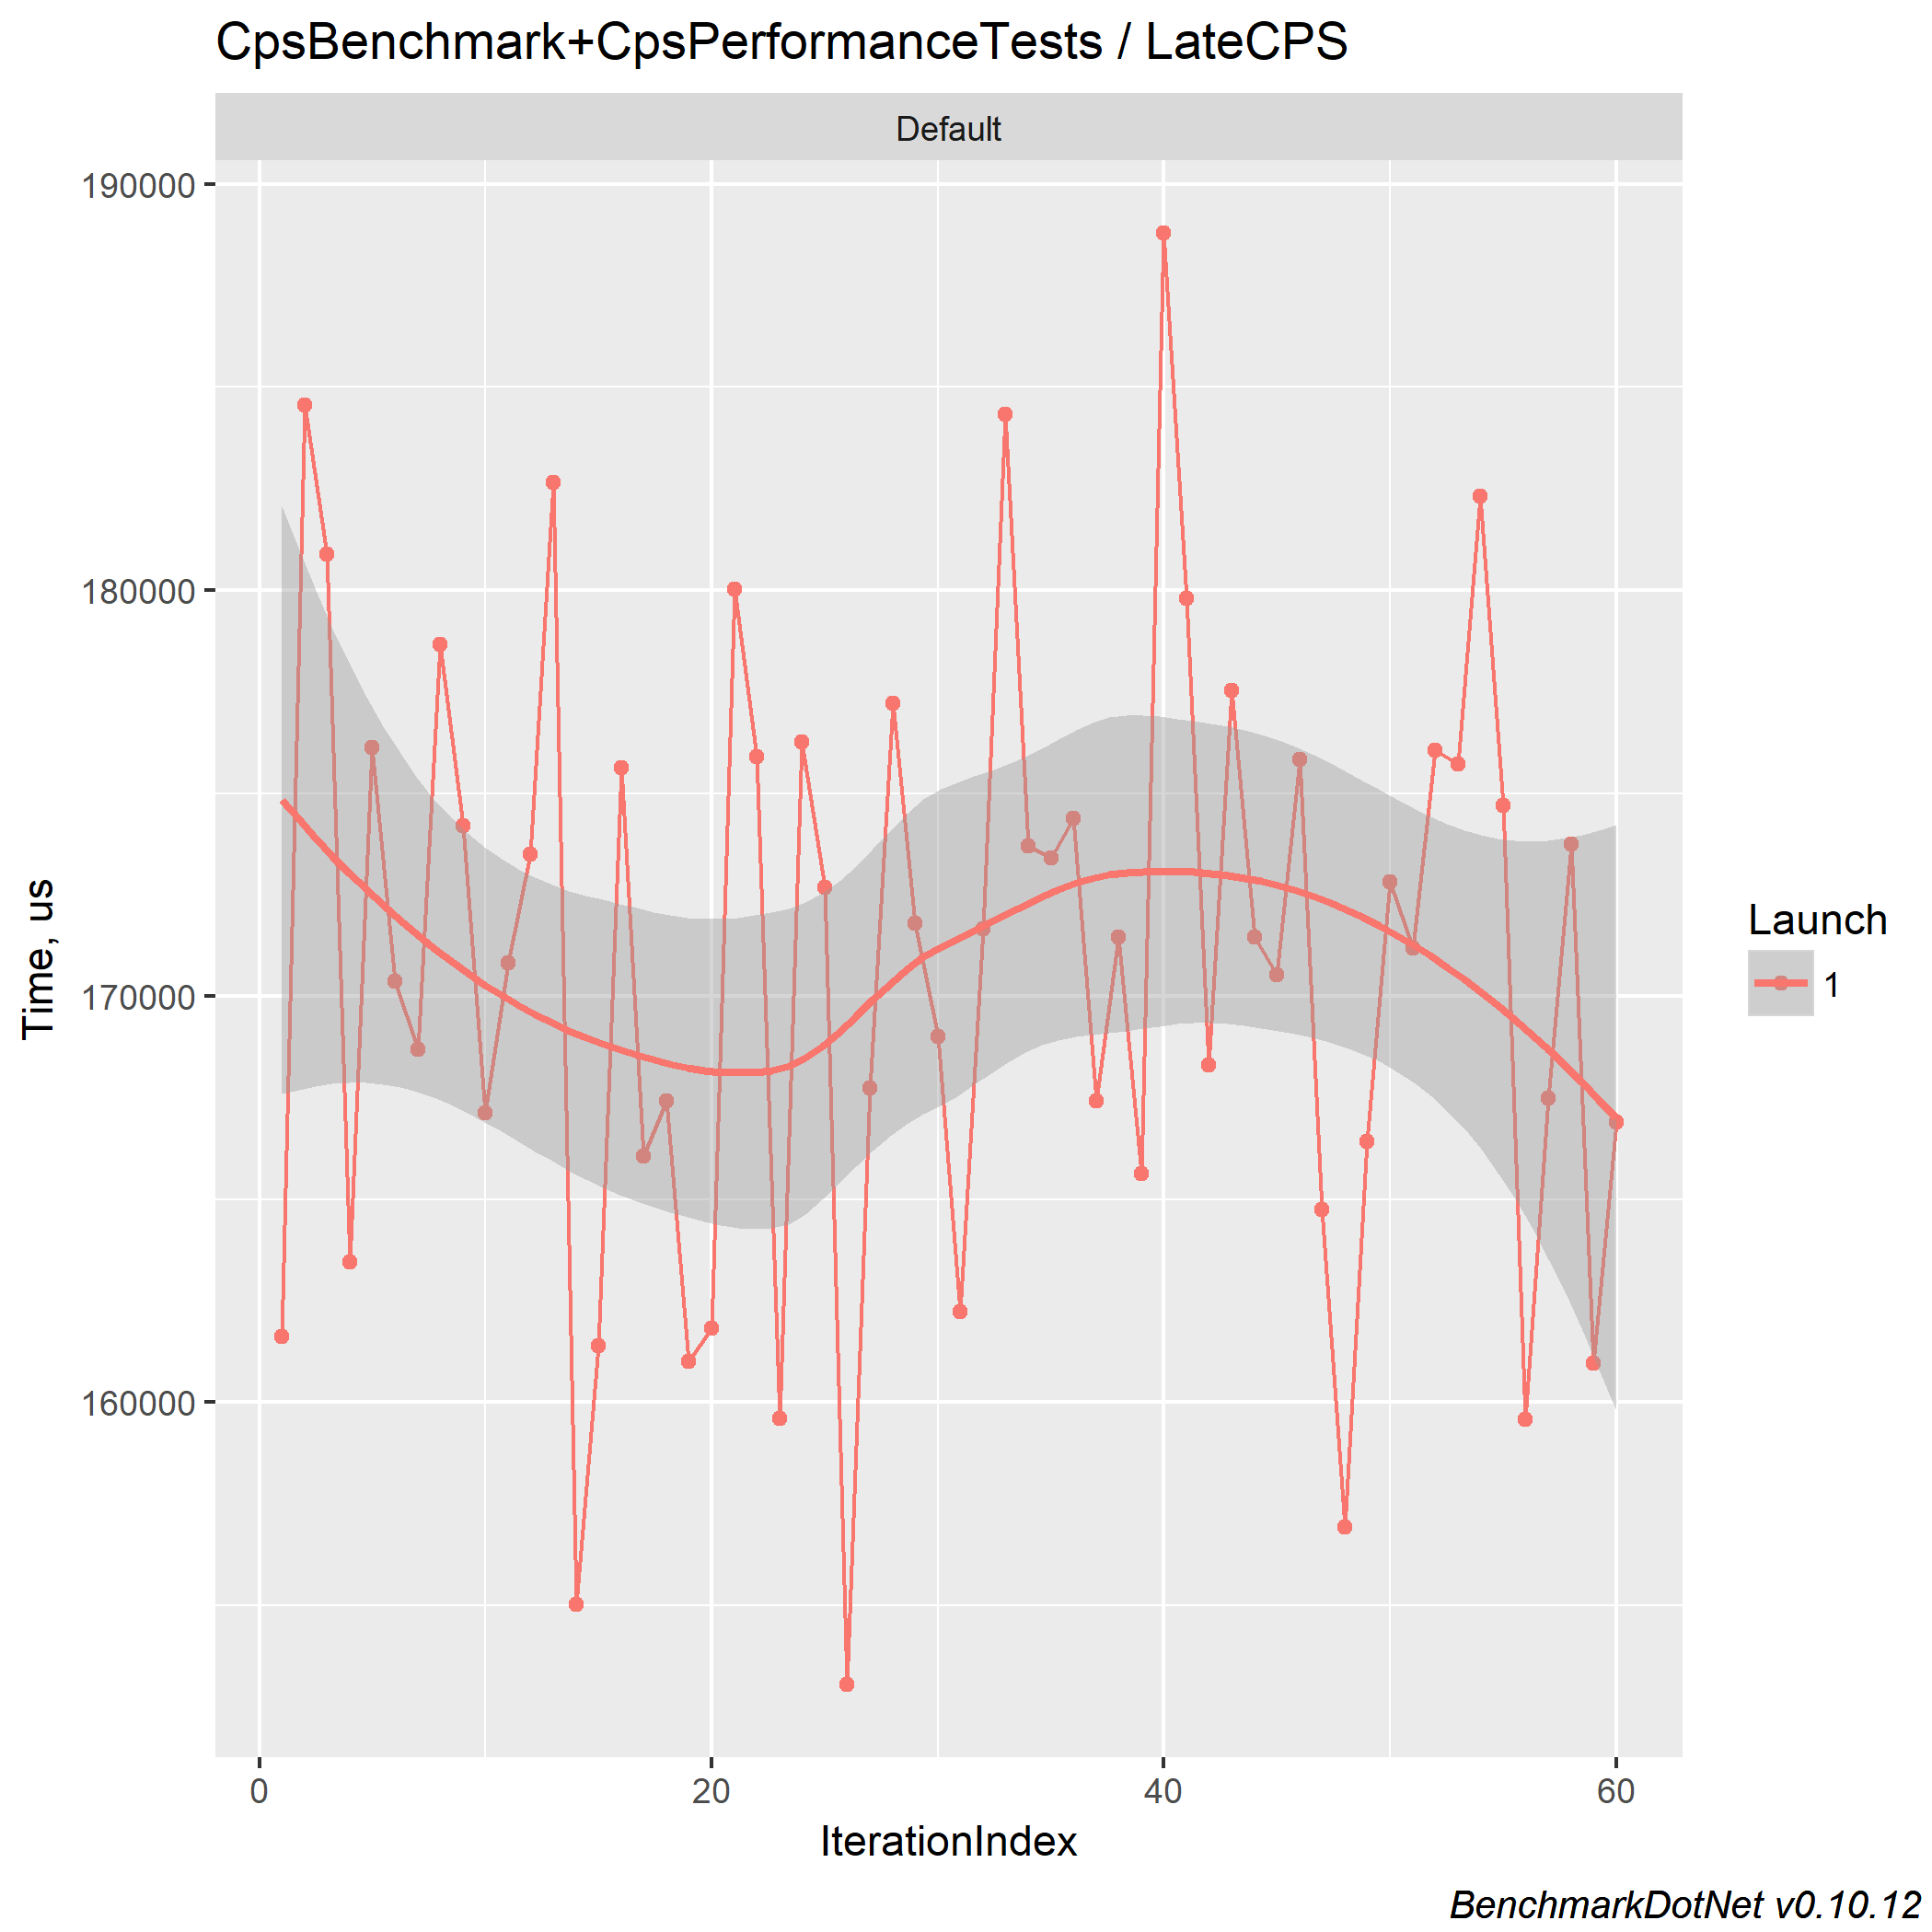 CpsBenchmark+CpsPerformanceTests / LateCPS
Default
190000
180000
170000
160000
Time, us
0
20
40
60
IterationIndex
Launch
1
BenchmarkDotNet v0.10.12